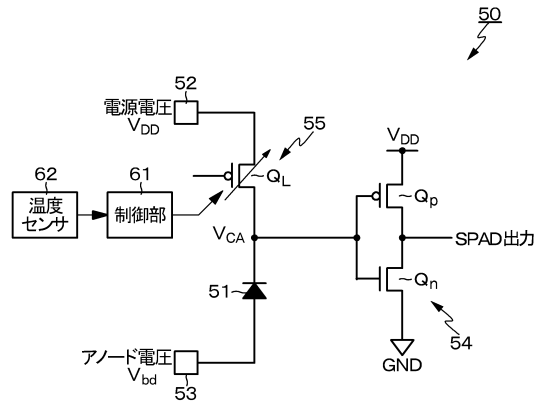 50
52
電源電圧
VDD
55
VDD
62
61
QL
温度
センサ
制御部
Qp
VCA
SPAD出力
51
Qn
アノード電圧
Vbd
54
GND
53